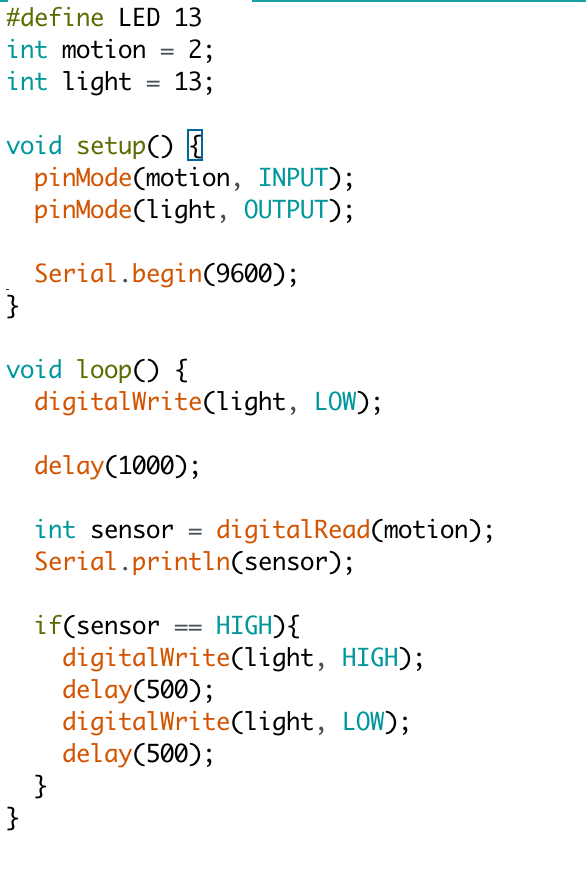 #define LED 13
int motion = 2;
int light = 13;

void setup() {
  pinMode(motion, INPUT);
  pinMode(light, OUTPUT);

  Serial.begin(9600);
}

void loop() {
  digitalWrite(light, LOW);

  delay(1000);

  int sensor = digitalRead(motion);
  Serial.println(sensor);

  if(sensor == HIGH){
    digitalWrite(light, HIGH);
    delay(500);
    digitalWrite(light, LOW);
    delay(500);
  }
}